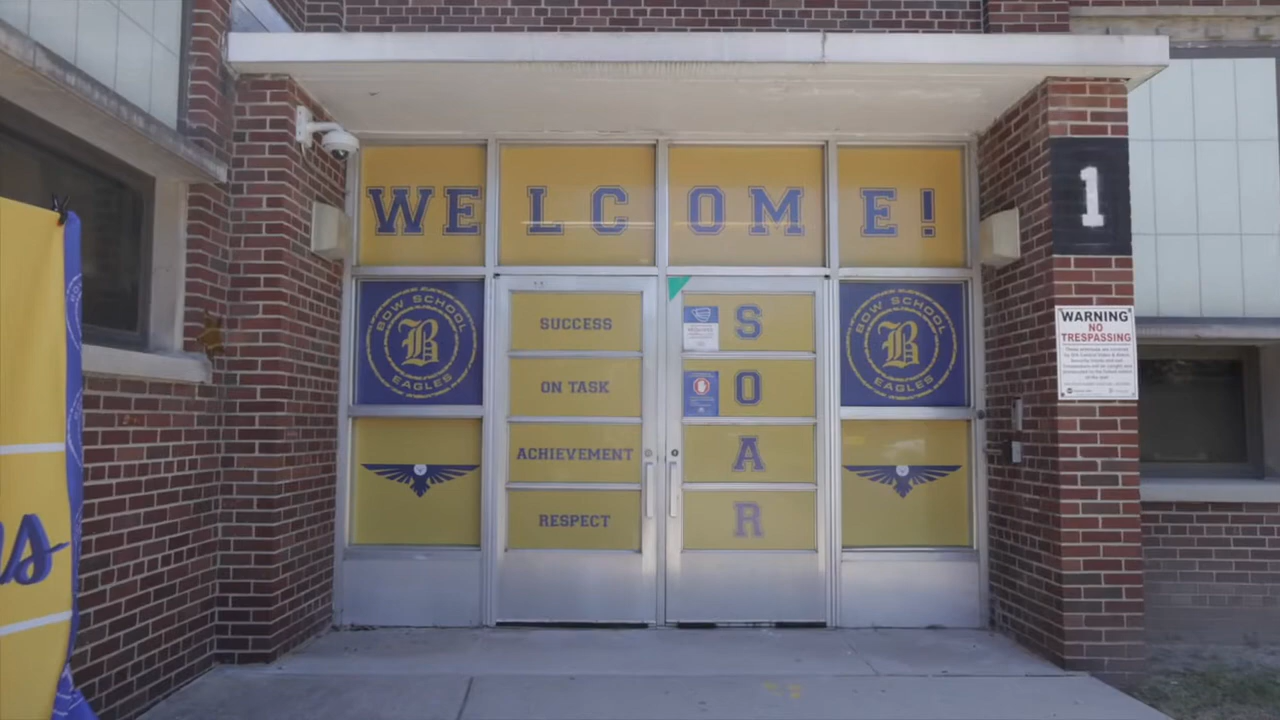 WELCOME!
1
BOW SCHOOL
B
EAGLES
BOW SCHOOL
B
EAGLES
SUCCESS
ON TASK
ACHIEVEMENT
RESPECT
S
O
A
R
WARNING
NO
TRESPASSING
s